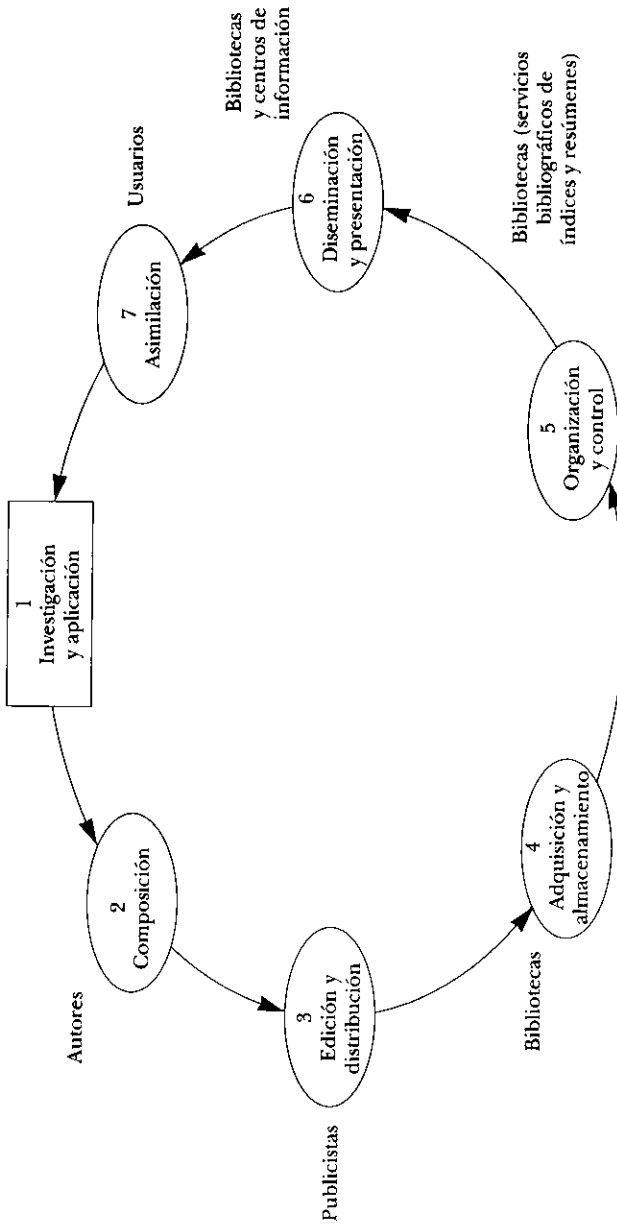 1
Investigación
y aplicación
Autores
2
Composición
Publicistas
3
Edición y
distribución
Bibliotecas
4
Adquisición y
almacenamiento
5
Organización
y control
Bibliotecas (servicios
bibliográficos de
índices y resúmenes)
6
Diseminación
y presentación
Bibliotecas
y centros de
información
7
Asimilación
Usuarios